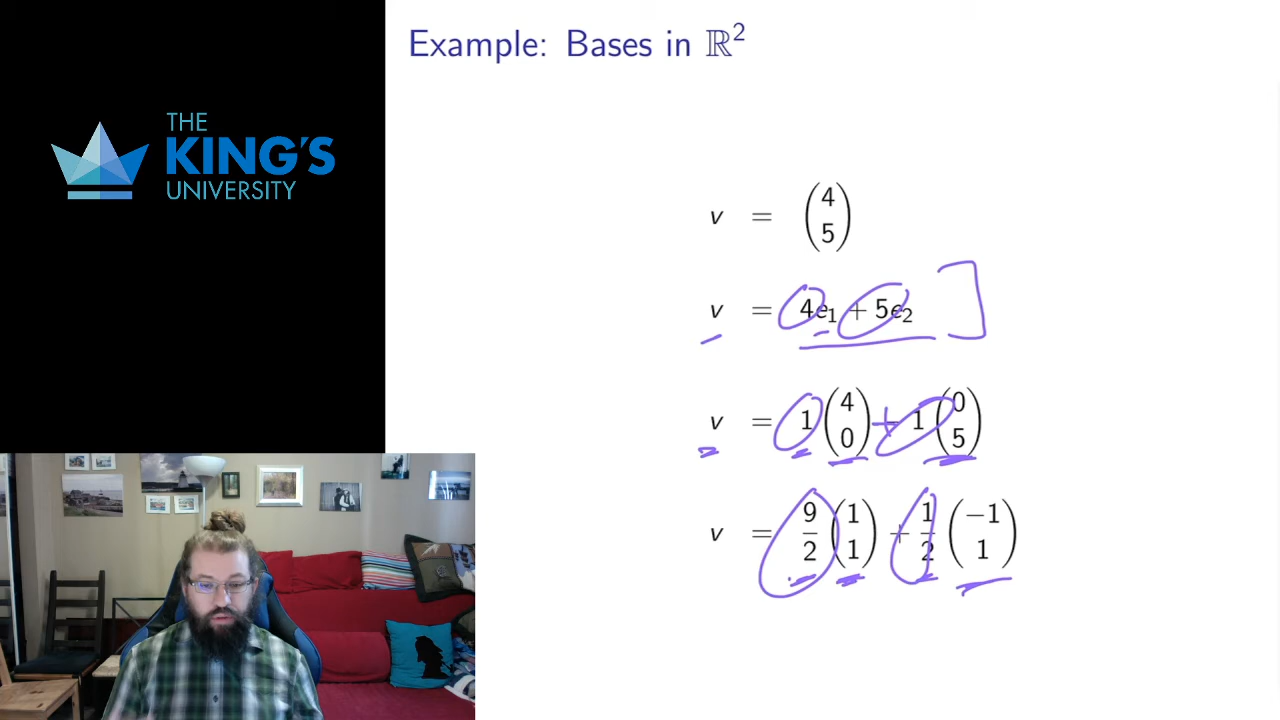 THE
KING'S
UNIVERSITY
Example: Bases in ℝ²
v = (4 5)
v = 4e₁ + 5e₂
v = 1 (4 0) + 1 (0 5)
v = 9/2 (1 1) + 1/2 (−1 1)